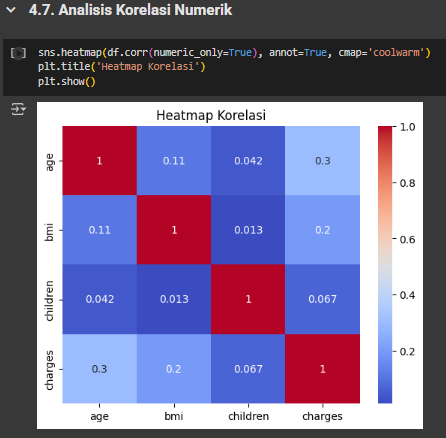 4.7. Analisis Korelasi Numerik
sns.heatmap(df.corr(numeric_only=True), annot=True, cmap='coolwarm')
plt.title('Heatmap Korelasi')
plt.show()
Heatmap Korelasi
age 1 0.11 0.042 0.3
bmi 0.11 1 0.013 0.2
children 0.042 0.013 1 0.067
charges 0.3 0.2 0.067 1
age bmi children charges
1.0
0.8
0.6
0.4
0.2